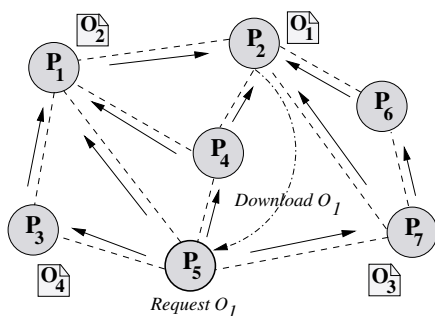 O2
O1
P1
P2
P6
P4
Download O1
P3
P5
P7
O4
O3
Request O1